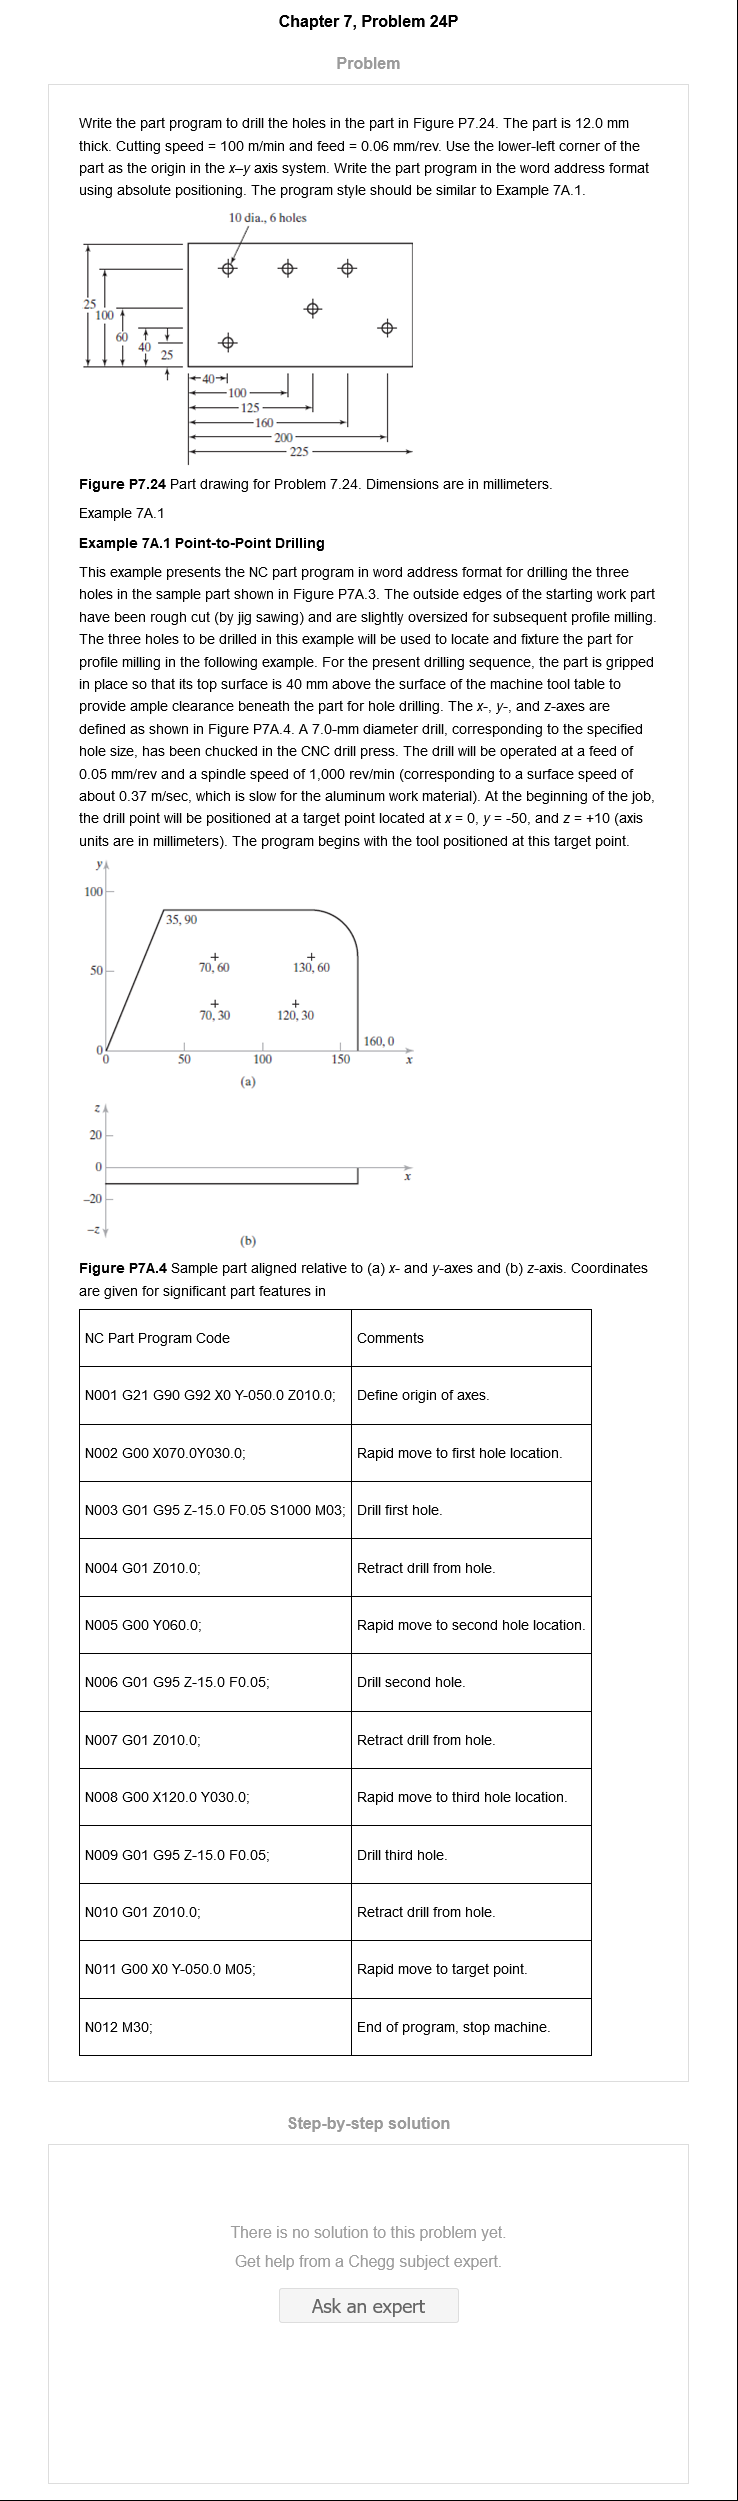 Chapter 7, Problem 24P
Problem
Write the part program to drill the holes in the part in Figure P7.24. The part is 12.0 mm
thick. Cutting speed = 100 m/min and feed = 0.06 mm/rev. Use the lower-left corner of the
part as the origin in the x–y axis system. Write the part program in the word address format
using absolute positioning. The program style should be similar to Example 7A.1.
10 dia., 6 holes
25
100
60
40
25
40
100
125
160
200
225
Figure P7.24 Part drawing for Problem 7.24. Dimensions are in millimeters.
Example 7A.1
Example 7A.1 Point-to-Point Drilling
This example presents the NC part program in word address format for drilling the three
holes in the sample part shown in Figure P7A.3. The outside edges of the starting work part
have been rough cut (by jig sawing) and are slightly oversized for subsequent profile milling.
The three holes to be drilled in this example will be used to locate and fixture the part for
profile milling in the following example. For the present drilling sequence, the part is gripped
in place so that its top surface is 40 mm above the surface of the machine tool table to
provide ample clearance beneath the part for hole drilling. The x-, y-, and z-axes are
defined as shown in Figure P7A.4. A 7.0-mm diameter drill, corresponding to the specified
hole size, has been chucked in the CNC drill press. The drill will be operated at a feed of
0.05 mm/rev and a spindle speed of 1,000 rev/min (corresponding to a surface speed of
about 0.37 m/sec, which is slow for the aluminum work material). At the beginning of the job,
the drill point will be positioned at a target point located at x = 0, y = -50, and z = +10 (axis
units are in millimeters). The program begins with the tool positioned at this target point.
y
100
35, 90
50
70, 60
130, 60
70, 30
120, 30
160, 0
0
0
50
100
150
x
(a)
z
20
0
x
–20
–z
(b)
Figure P7A.4 Sample part aligned relative to (a) x- and y-axes and (b) z-axis. Coordinates
are given for significant part features in
NC Part Program Code Comments
N001 G21 G90 G92 X0 Y-050.0 Z010.0; Define origin of axes.
N002 G00 X070.0Y030.0; Rapid move to first hole location.
N003 G01 G95 Z-15.0 F0.05 S1000 M03; Drill first hole.
N004 G01 Z010.0; Retract drill from hole.
N005 G00 Y060.0; Rapid move to second hole location.
N006 G01 G95 Z-15.0 F0.05; Drill second hole.
N007 G01 Z010.0; Retract drill from hole.
N008 G00 X120.0 Y030.0; Rapid move to third hole location.
N009 G01 G95 Z-15.0 F0.05; Drill third hole.
N010 G01 Z010.0; Retract drill from hole.
N011 G00 X0 Y-050.0 M05; Rapid move to target point.
N012 M30; End of program, stop machine.
Step-by-step solution
There is no solution to this problem yet.
Get help from a Chegg subject expert.
Ask an expert